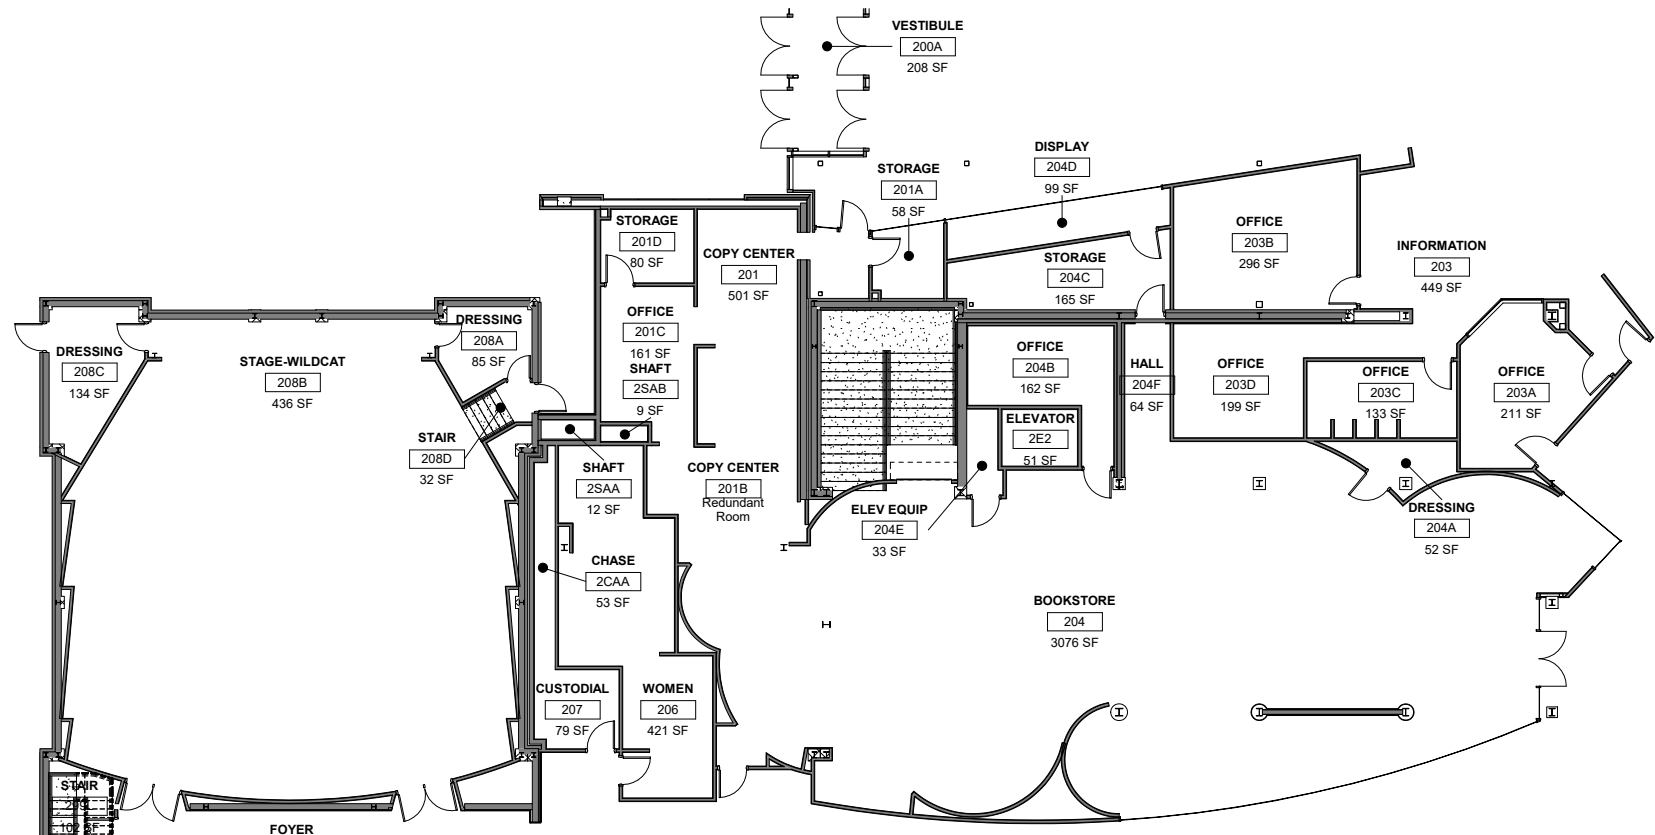 VESTIBULE
200A
208 SF
DISPLAY
204D
99 SF
STORAGE
201A
58 SF
STORAGE
201D
80 SF
COPY CENTER
201
501 SF
OFFICE
203B
296 SF
INFORMATION
203
449 SF
STORAGE
204C
165 SF
OFFICE
201C
161 SF
SHAFT
2SAB
9 SF
DRESSING
208A
85 SF
DRESSING
208C
134 SF
STAGE-WILDCAT
208B
436 SF
OFFICE
204B
162 SF
HALL
204F
64 SF
OFFICE
203D
199 SF
OFFICE
203C
133 SF
OFFICE
203A
211 SF
ELEVATOR
2E2
51 SF
STAIR
208D
32 SF
SHAFT
2SAA
12 SF
COPY CENTER
201B
Redundant
Room
ELEV EQUIP
204E
33 SF
DRESSING
204A
52 SF
CHASE
2CAA
53 SF
BOOKSTORE
204
3076 SF
CUSTODIAL
207
79 SF
WOMEN
206
421 SF
STAIR
102 SF
FOYER